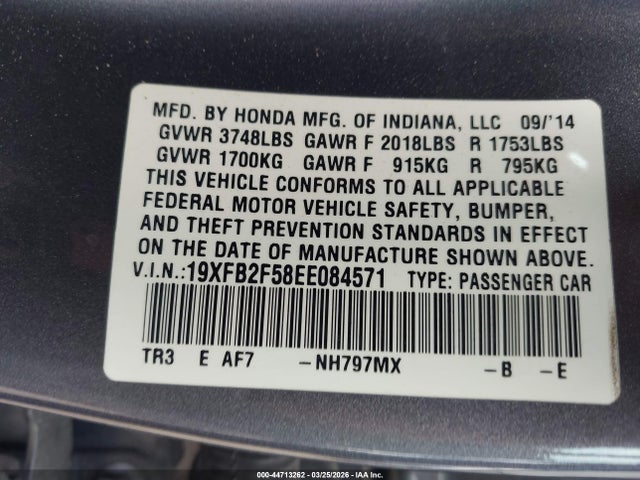 MFD. BY HONDA MFG. OF INDIANA, LLC 09/'14
GVWR 3748LBS GAWR F 2018LBS R 1753LBS
GVWR 1700KG GAWR F 915KG R 795KG
THIS VEHICLE CONFORMS TO ALL APPLICABLE
FEDERAL MOTOR VEHICLE SAFETY, BUMPER,
AND THEFT PREVENTION STANDARDS IN EFFECT
ON THE DATE OF MANUFACTURE SHOWN ABOVE.
V.I.N.:19XFB2F58EE084571 TYPE: PASSENGER CAR
TR3 E AF7 -NH797MX -B -E
000-44713262 - 03/25/2026 - IAA Inc.